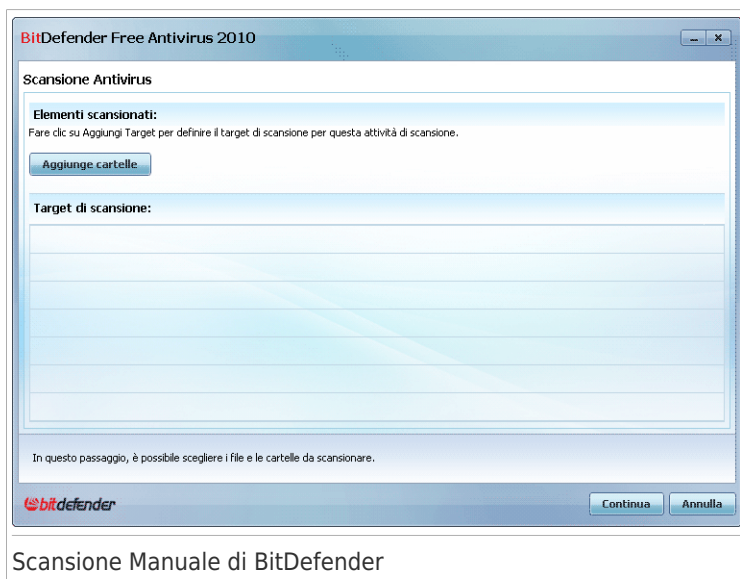 BitDefender Free Antivirus 2010
Scansione Antivirus
Elementi scansionati:
Fare clic su Aggiungi Target per definire il target di scansione per questa attività di scansione.
Aggiunge cartelle
Target di scansione:
In questo passaggio, è possibile scegliere i file e le cartelle da scansionare.
bitdefender
Continua
Annulla
Scansione Manuale di BitDefender